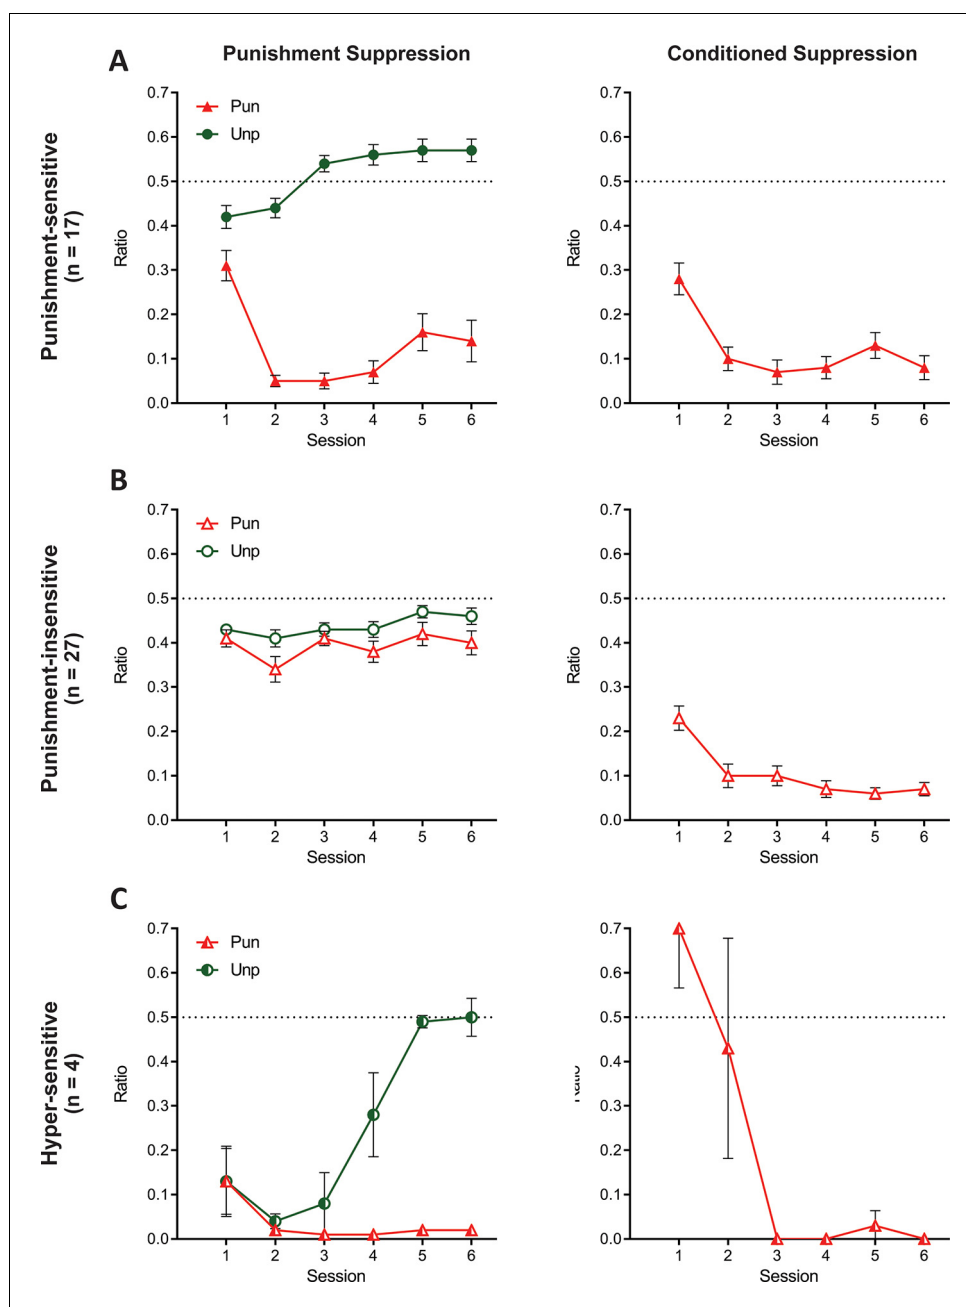 Punishment Suppression
Conditioned Suppression
A
Punishment-sensitive
(n = 17)
Ratio
0.7
0.6
0.5
0.4
0.3
0.2
0.1
0.0
Pun
Unp
1 2 3 4 5 6
Session
Ratio
0.7
0.6
0.5
0.4
0.3
0.2
0.1
0.0
1 2 3 4 5 6
Session
B
Punishment-insensitive
(n = 27)
Ratio
0.7
0.6
0.5
0.4
0.3
0.2
0.1
0.0
Pun
Unp
1 2 3 4 5 6
Session
Ratio
0.7
0.6
0.5
0.4
0.3
0.2
0.1
0.0
1 2 3 4 5 6
Session
C
Hyper-sensitive
(n = 4)
Ratio
0.7
0.6
0.5
0.4
0.3
0.2
0.1
0.0
Pun
Unp
1 2 3 4 5 6
Session
Ratio
0.7
0.6
0.5
0.4
0.3
0.2
0.1
0.0
1 2 3 4 5 6
Session